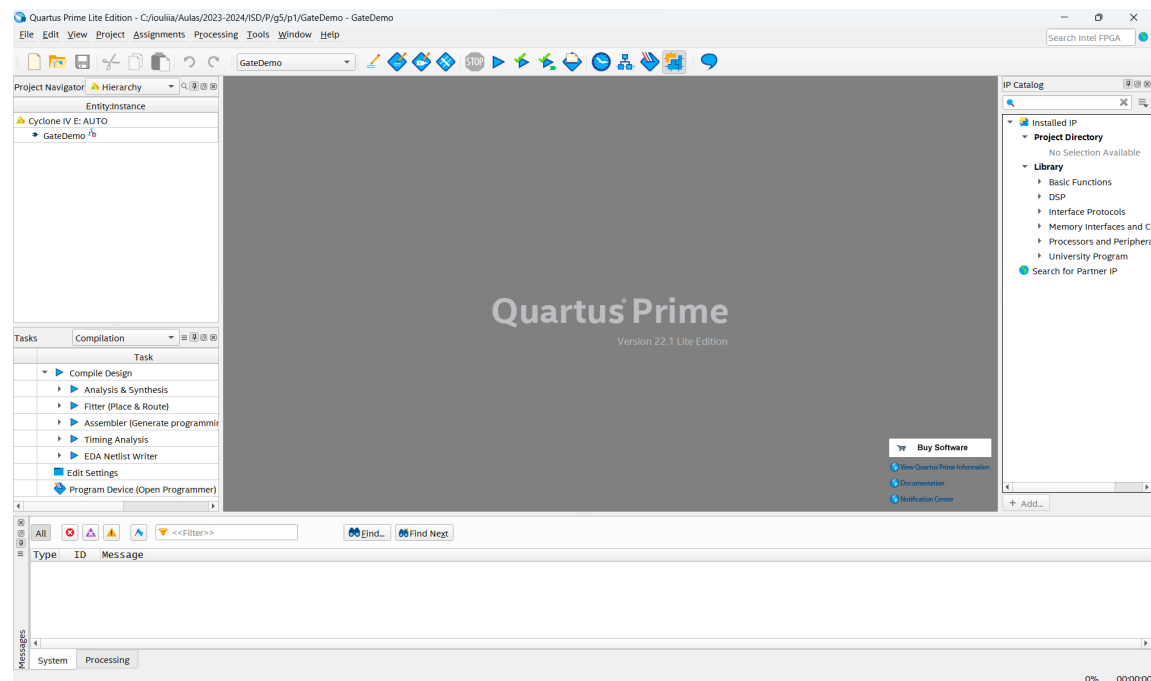 Quartus Prime Lite Edition - C:/iouliia/Aulas/2023-2024/ISD/P/g5/p1/GateDemo - GateDemo
File Edit View Project Assignments Processing Tools Window Help
Search Intel FPGA
GateDemo
STOP
Project Navigator Hierarchy
Entity:Instance
Cyclone IV E: AUTO
GateDemo
Tasks Compilation
Task
Compile Design
Analysis & Synthesis
Fitter (Place & Route)
Assembler (Generate programmin
Timing Analysis
EDA Netlist Writer
Edit Settings
Program Device (Open Programmer)
Quartus Prime
Version 22.1 Lite Edition
Buy Software
View Quartus Prime Information
Documentation
Notification Center
IP Catalog
Installed IP
Project Directory
No Selection Available
Library
Basic Functions
DSP
Interface Protocols
Memory Interfaces and C
Processors and Periphera
University Program
Search for Partner IP
+ Add...
All <<Filter>> Find... Find Next
Type ID Message
Messages
System Processing
0% 00:00:00